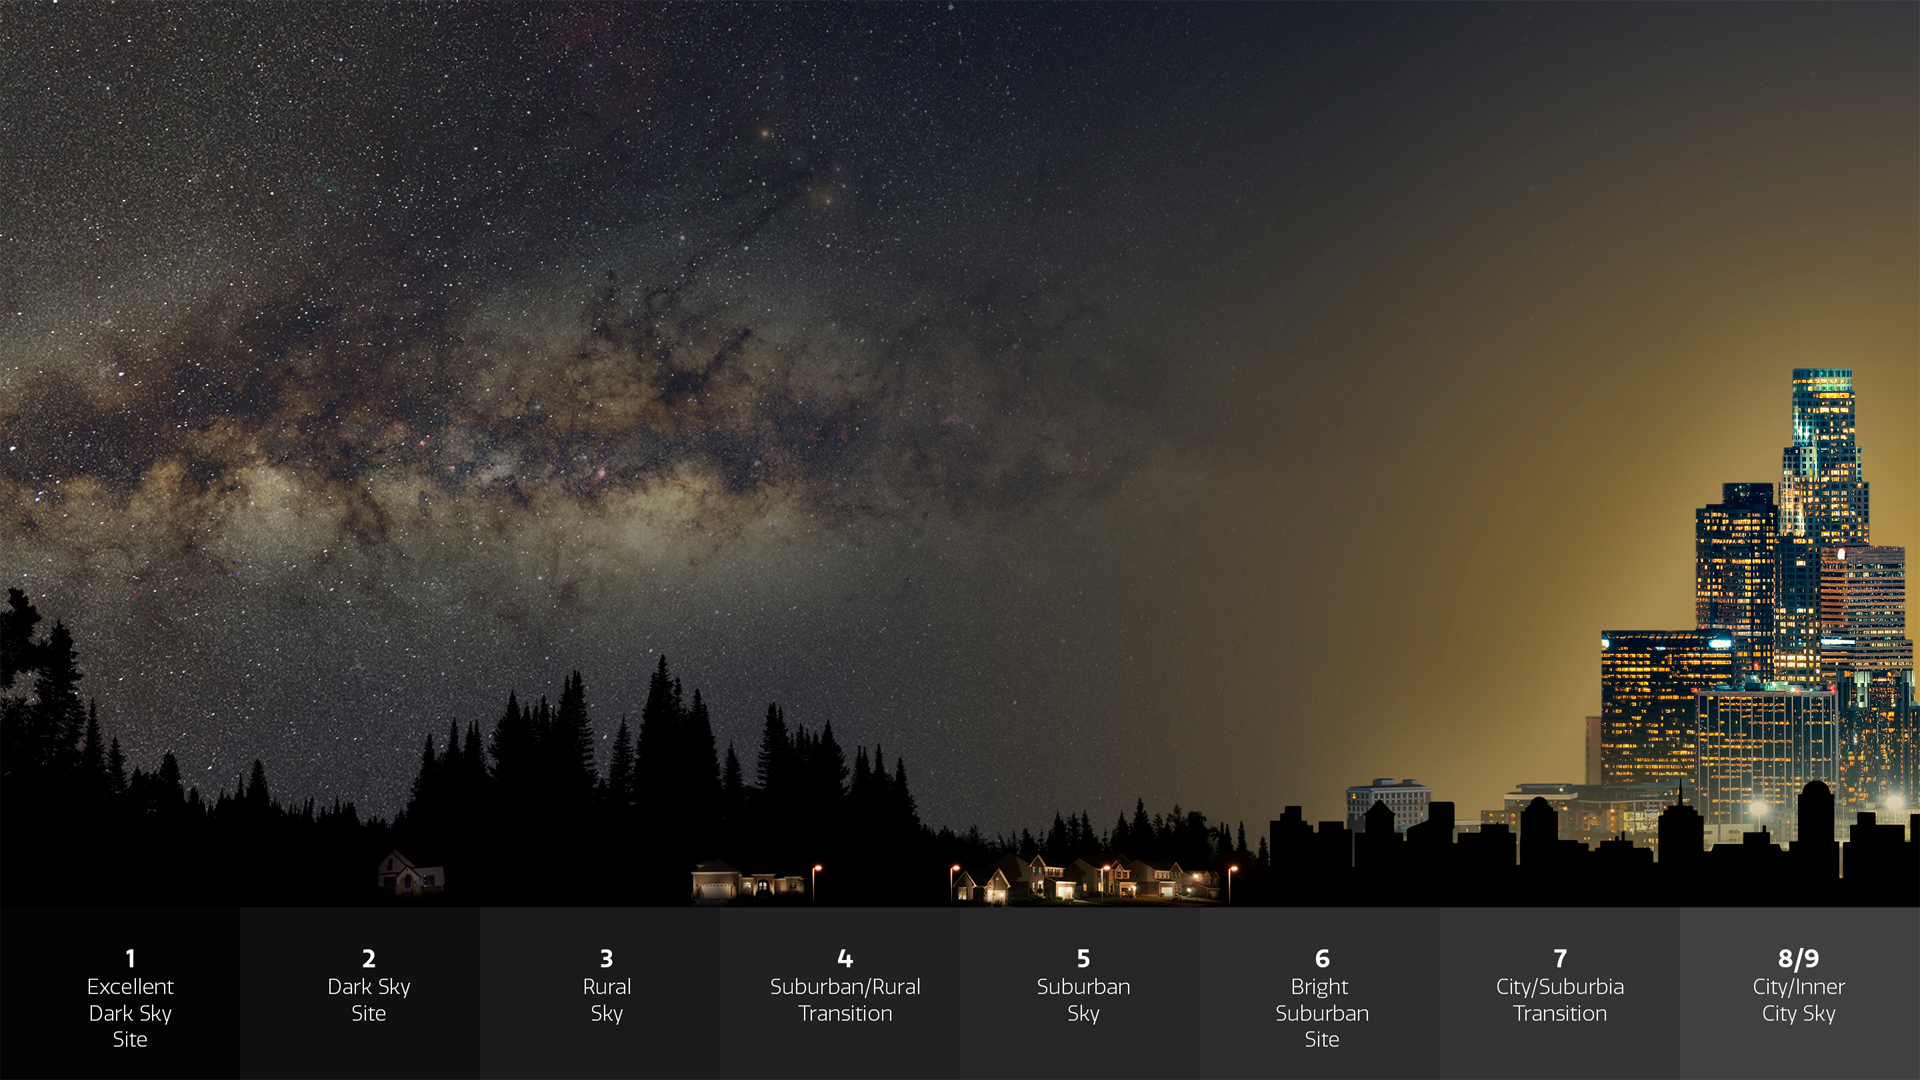 1
Excellent
Dark Sky
Site
2
Dark Sky
Site
3
Rural
Sky
4
Suburban/Rural
Transition
5
Suburban
Sky
6
Bright
Suburban
Site
7
City/Suburbia
Transition
8/9
City/Inner
City Sky